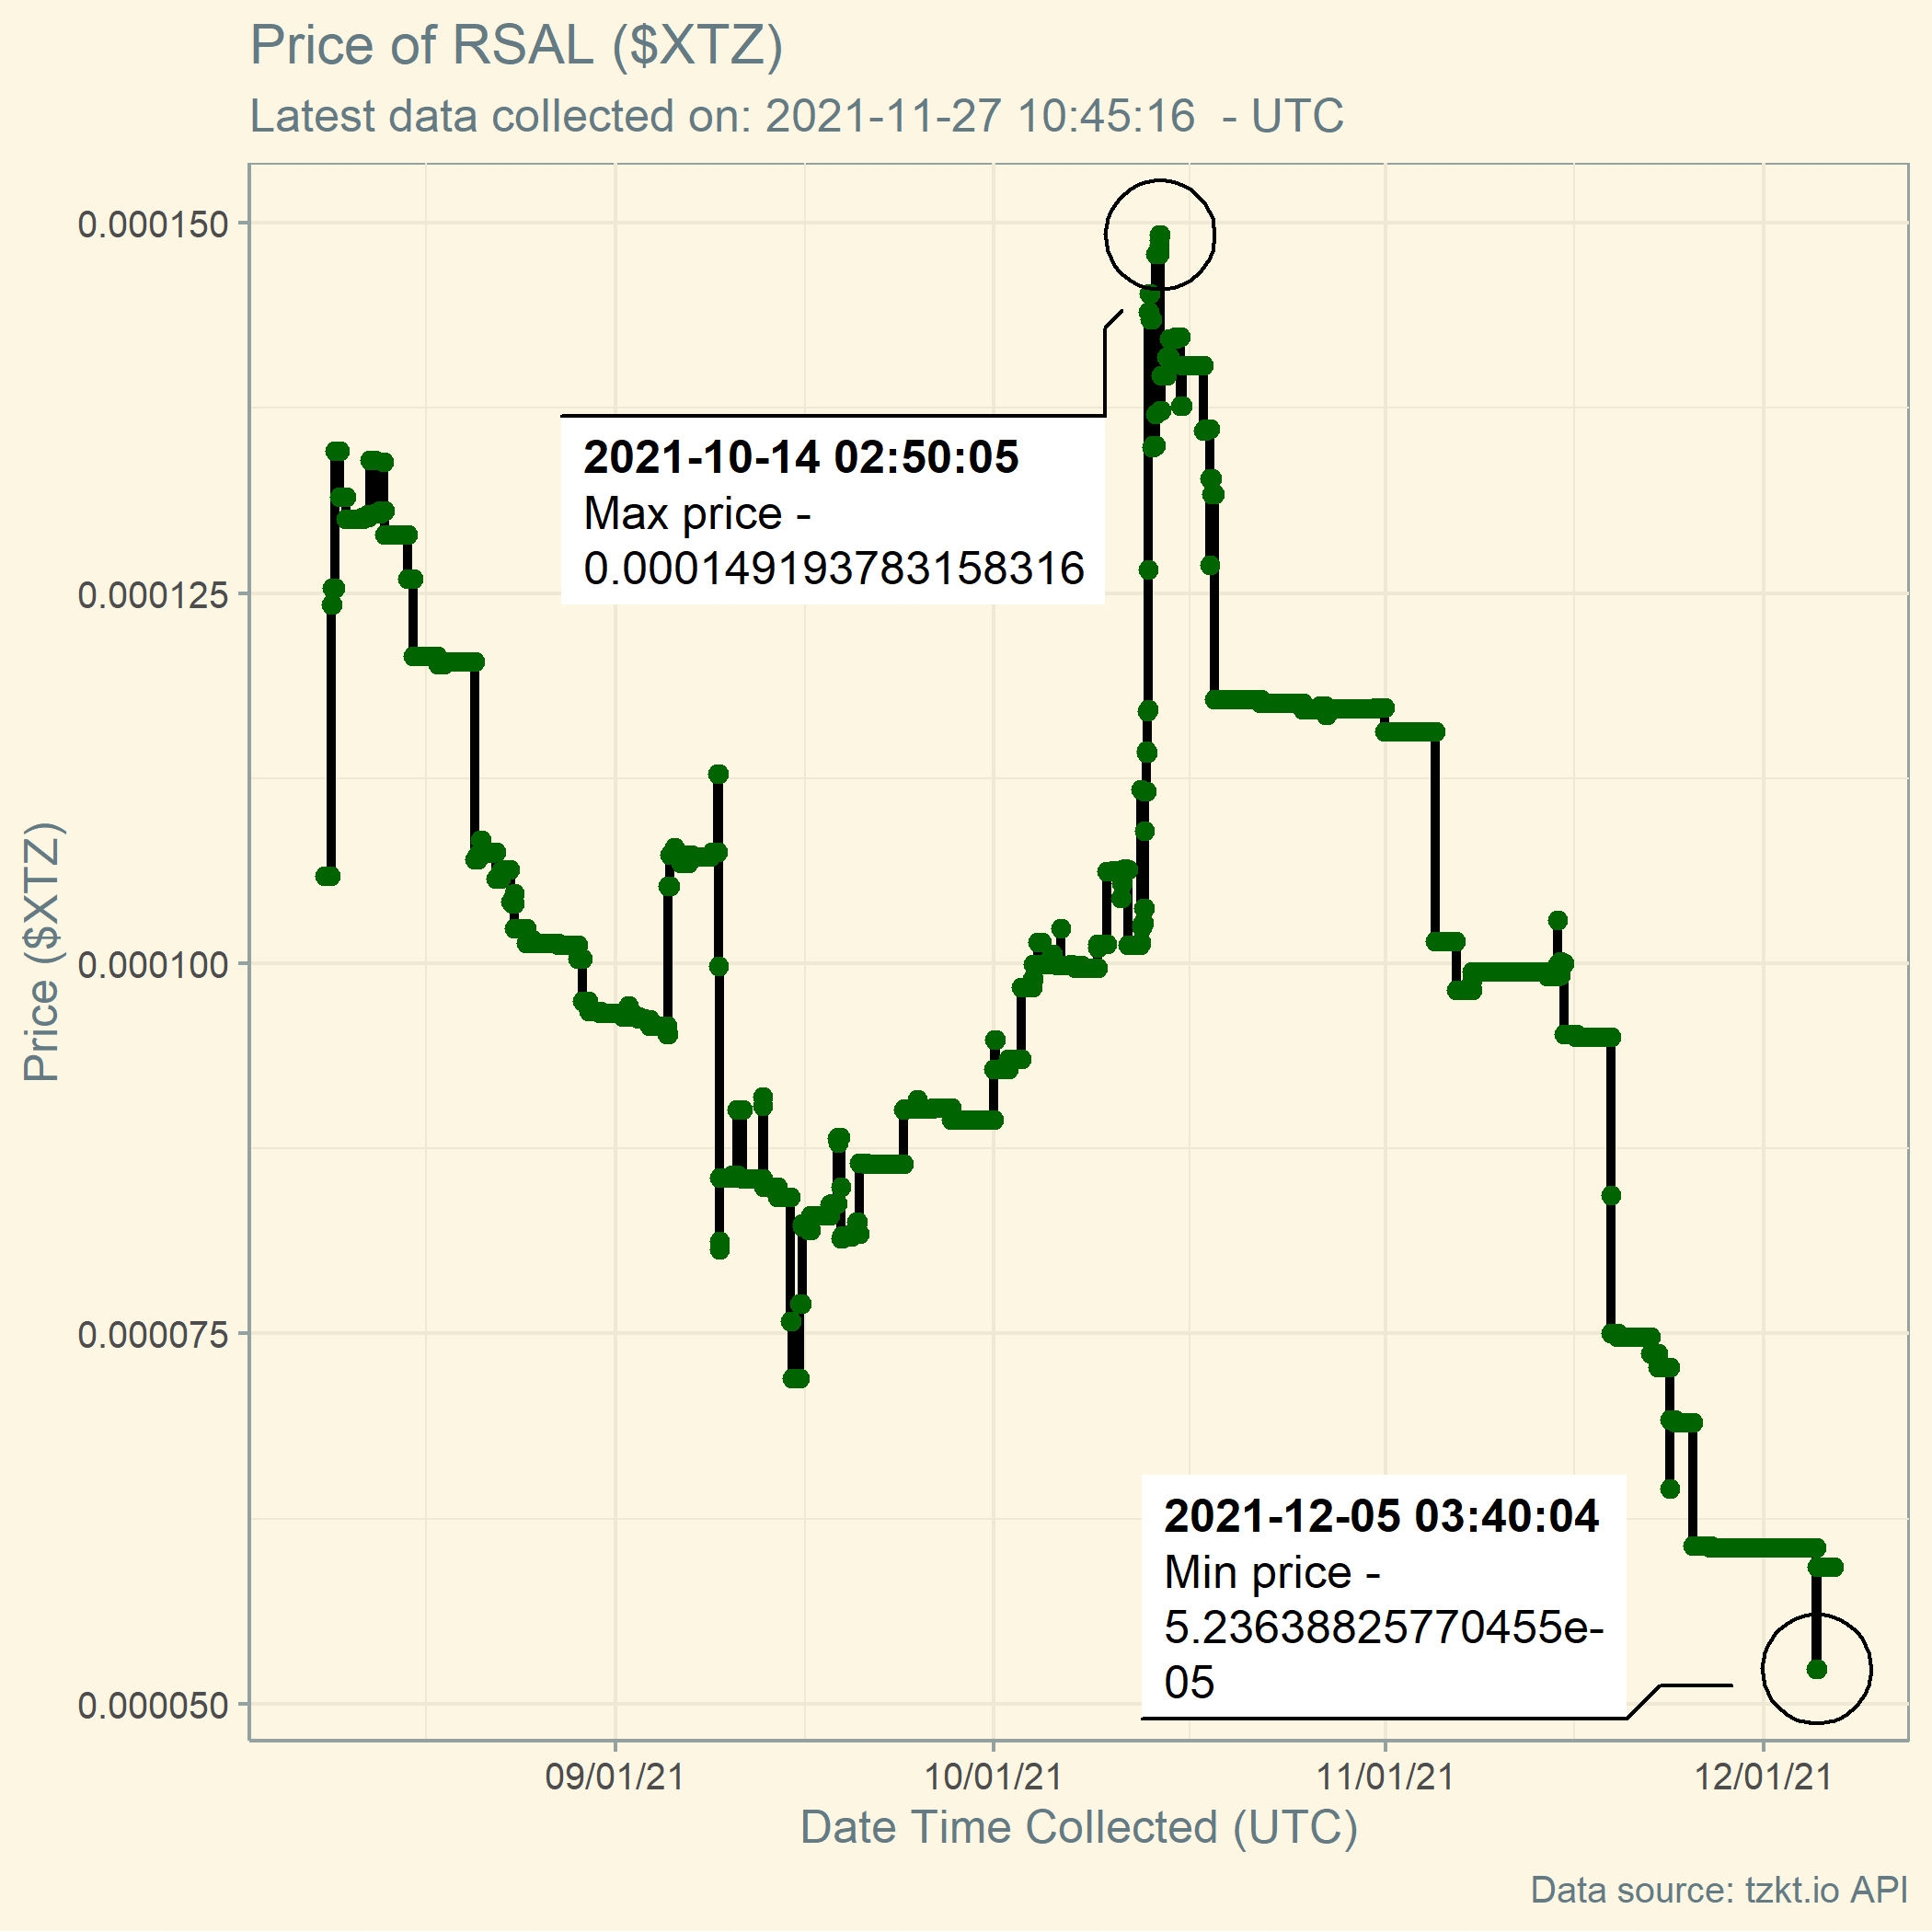 Price of RSAL ($XTZ)
Latest data collected on: 2021-11-27 10:45:16  - UTC
0.000150
0.000125
0.000100
0.000075
0.000050
Price ($XTZ)
2021-10-14 02:50:05
Max price -
0.000149193783158316
2021-12-05 03:40:04
Min price -
5.23638825770455e-
05
09/01/21
10/01/21
11/01/21
12/01/21
Date Time Collected (UTC)
Data source: tzkt.io API